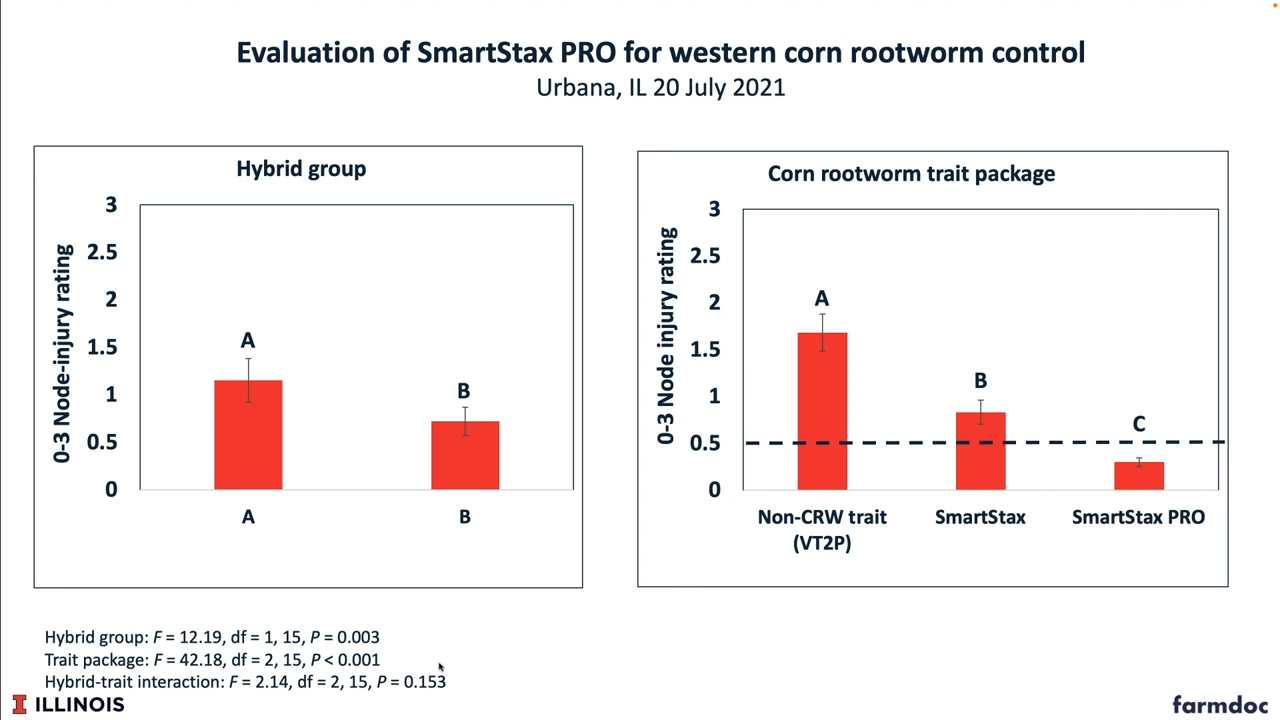 Evaluation of SmartStax PRO for western corn rootworm control
Urbana, IL 20 July 2021
Hybrid group
0-3 Node-injury rating
3
2.5
2
1.5
1
0.5
0
A
B
A
B
Corn rootworm trait package
0-3 Node injury rating
3
2.5
2
1.5
1
0.5
0
A
B
C
Non-CRW trait
(VT2P)
SmartStax
SmartStax PRO
Hybrid group: F = 12.19, df = 1, 15, P = 0.003
Trait package: F = 42.18, df = 2, 15, P < 0.001
Hybrid-trait interaction: F = 2.14, df = 2, 15, P = 0.153
I ILLINOIS
farmdoc